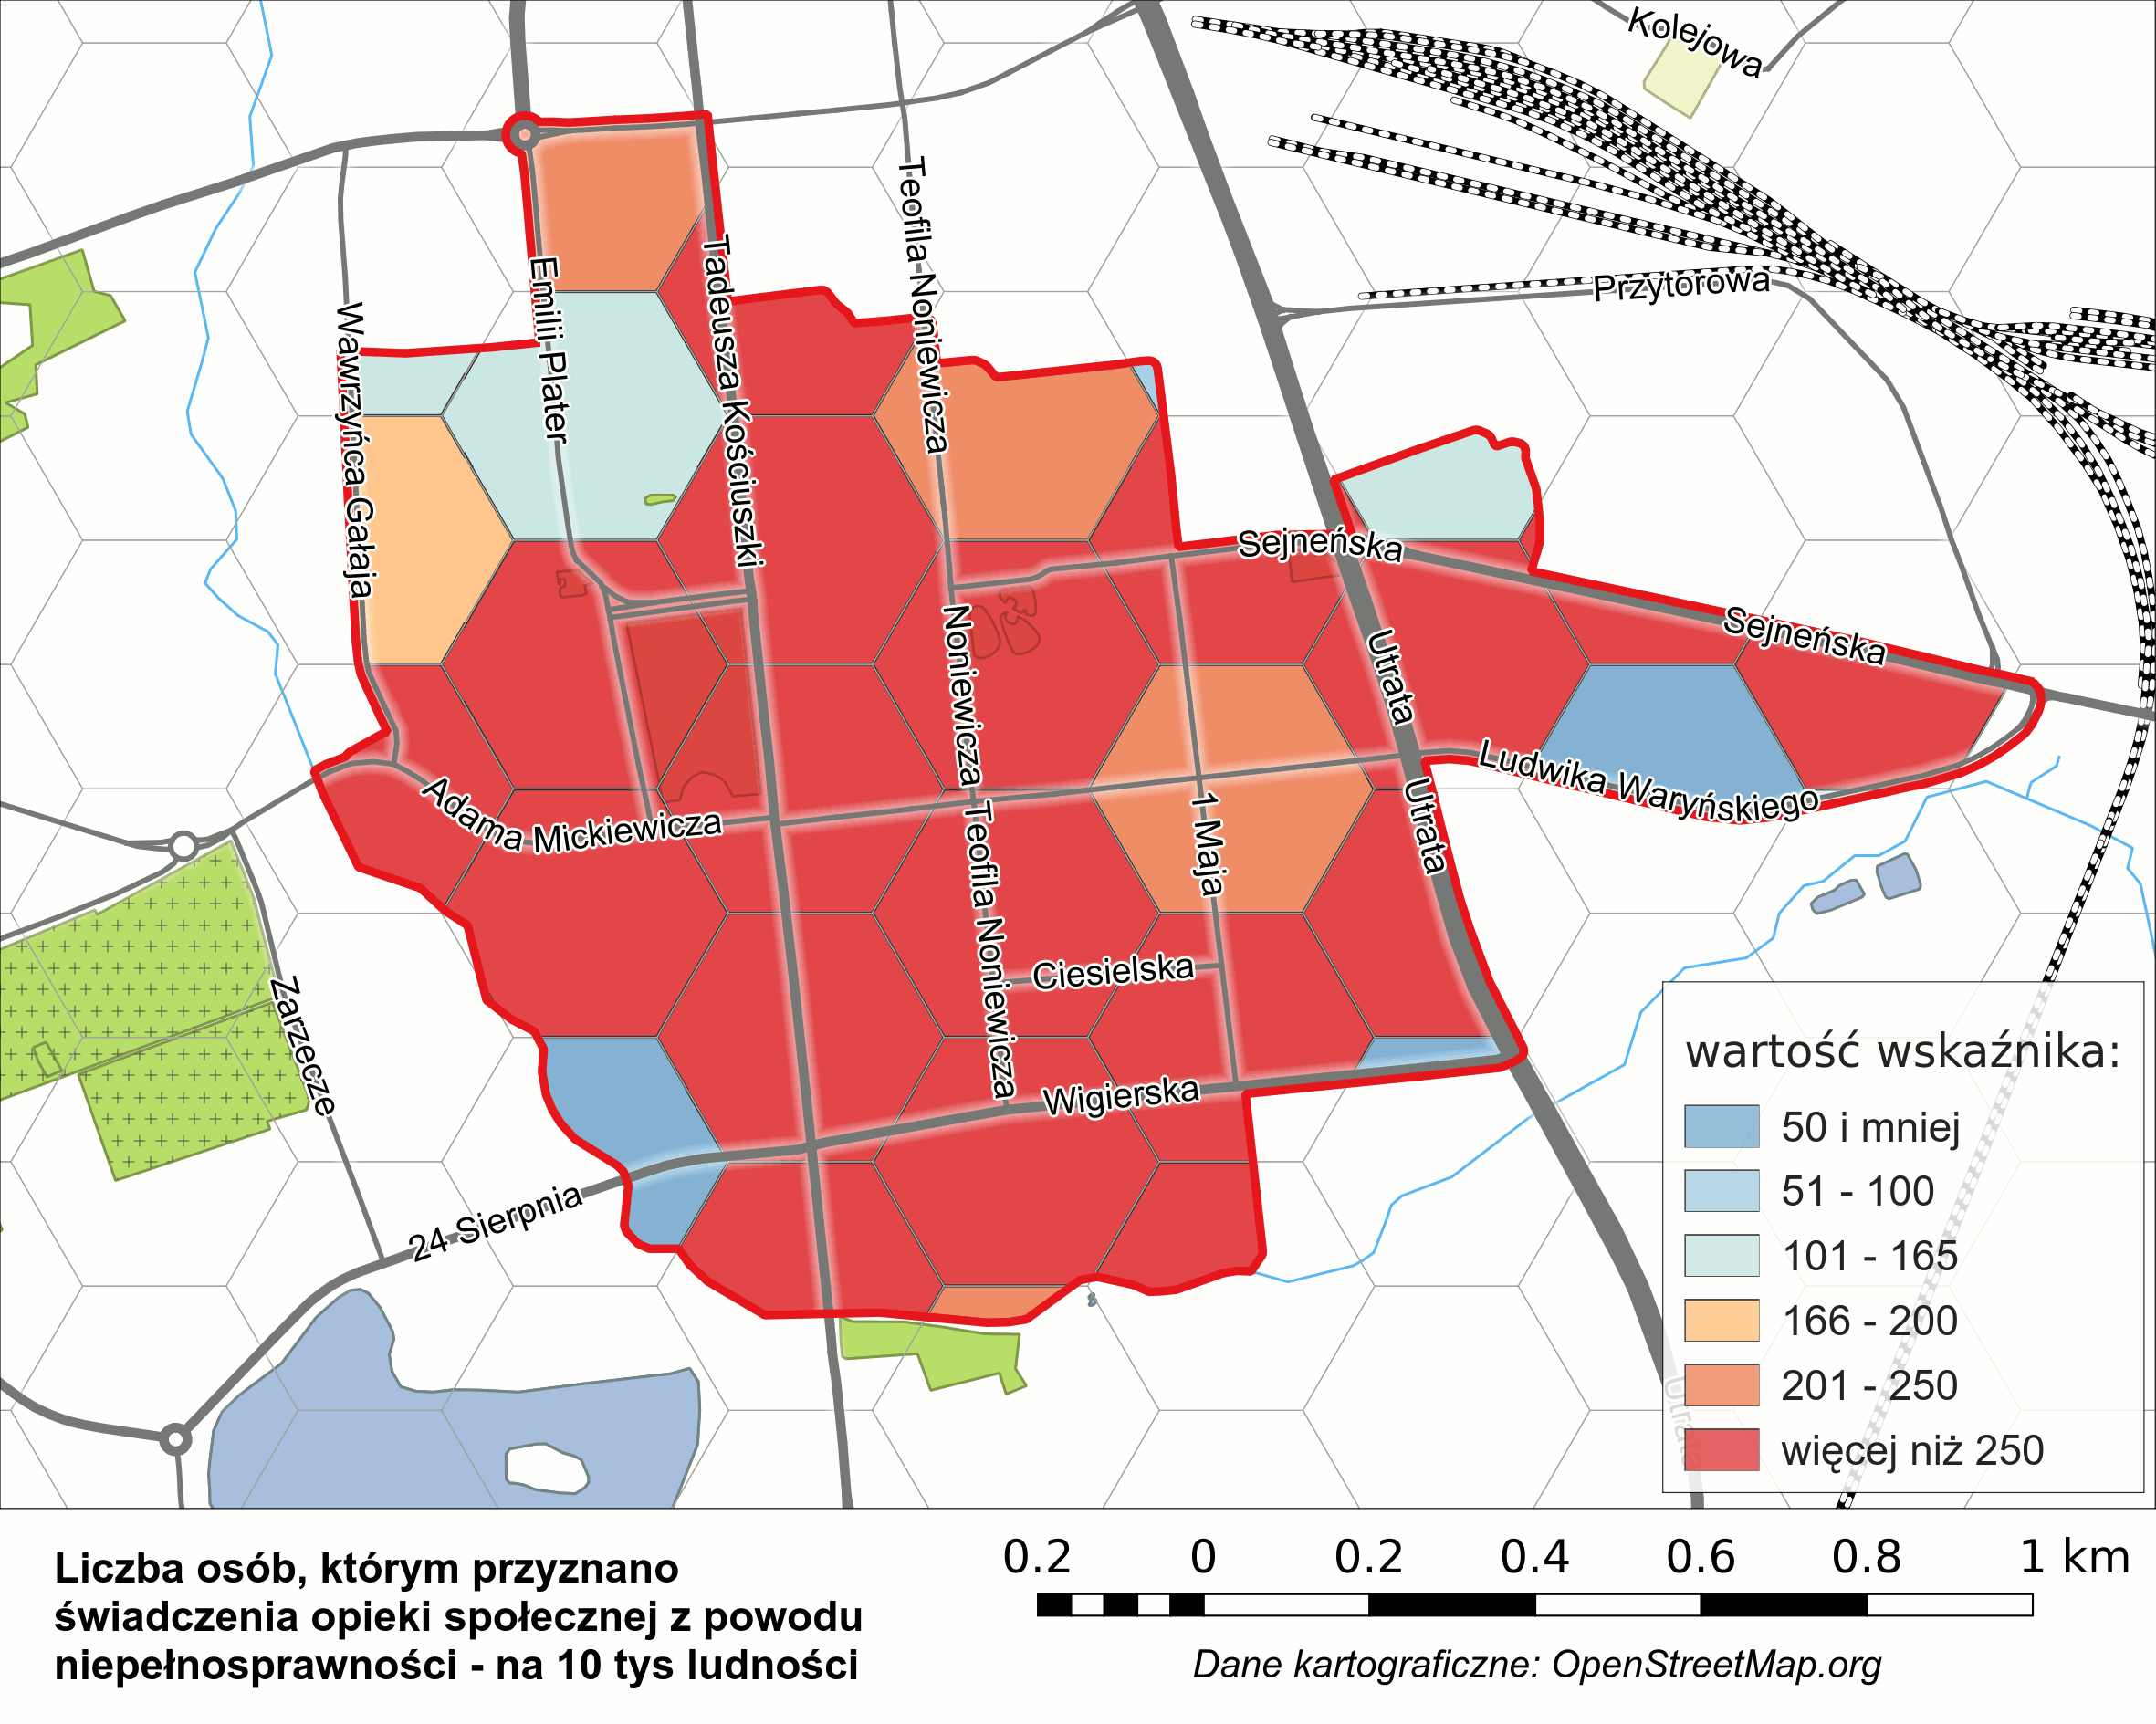 Kolejowa
Przytorowa
Teofila Noniewicza
Tadeusza Kościuszki
Emilii Plater
Wawrzyńca Gałaja
Sejneńska
Sejneńska
Utrata
Noniewicza
Ludwika Waryńskiego
Utrata
1 Maja
Adama Mickiewicza
Teofila Noniewicza
Ciesielska
Wigierska
Zarzecze
24 Sierpnia
Utrata
wartość wskaźnika:
50 i mniej
51 - 100
101 - 165
166 - 200
201 - 250
więcej niż 250
Liczba osób, którym przyznano
świadczenia opieki społecznej z powodu
niepełnosprawności - na 10 tys ludności
0.2 0 0.2 0.4 0.6 0.8 1 km
Dane kartograficzne: OpenStreetMap.org